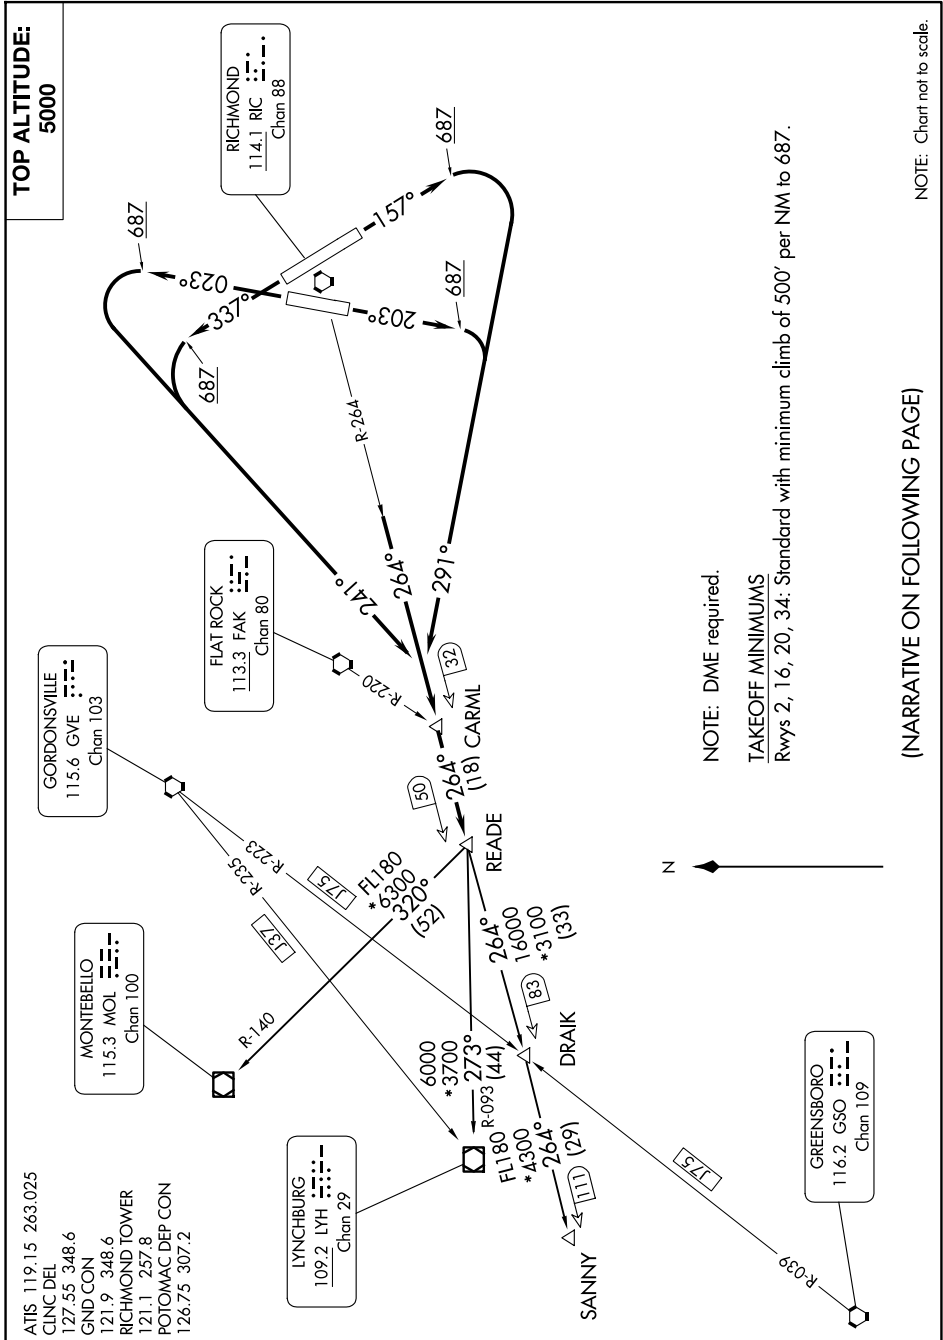 TOP ALTITUDE:
5000
ATIS 119.15 263.025
CLNC DEL
127.55 348.6
GND CON
121.9 348.6
RICHMOND TOWER
121.1 257.8
POTOMAC DEP CON
126.75 307.2
LYNCHBURG
109.2 LYH
Chan 29
MONTEBELLO
115.3 MOL
Chan 100
GORDONSVILLE
115.6 GVE
Chan 103
FLAT ROCK
113.3 FAK
Chan 80
RICHMOND
114.1 RIC
Chan 88
GREENSBORO
116.2 GSO
Chan 109
687
023°
337°
687
157°
687
203°
687
R-264
241°
264°
291°
R-220
32
CARML
264°
(18)
50
READE
R-235
R-223
J37
J75
FL180
*6300
320°
(52)
R-140
6000
*3700
273°
(44)
R-093
264°
16000
*3100
(33)
83
DRAIK
FL180
*4300
264°
(29)
111
SANNY
J75
R-039
N
NOTE: DME required.
TAKEOFF MINIMUMS
Rwys 2, 16, 20, 34: Standard with minimum climb of 500' per NM to 687.
(NARRATIVE ON FOLLOWING PAGE)
NOTE: Chart not to scale.